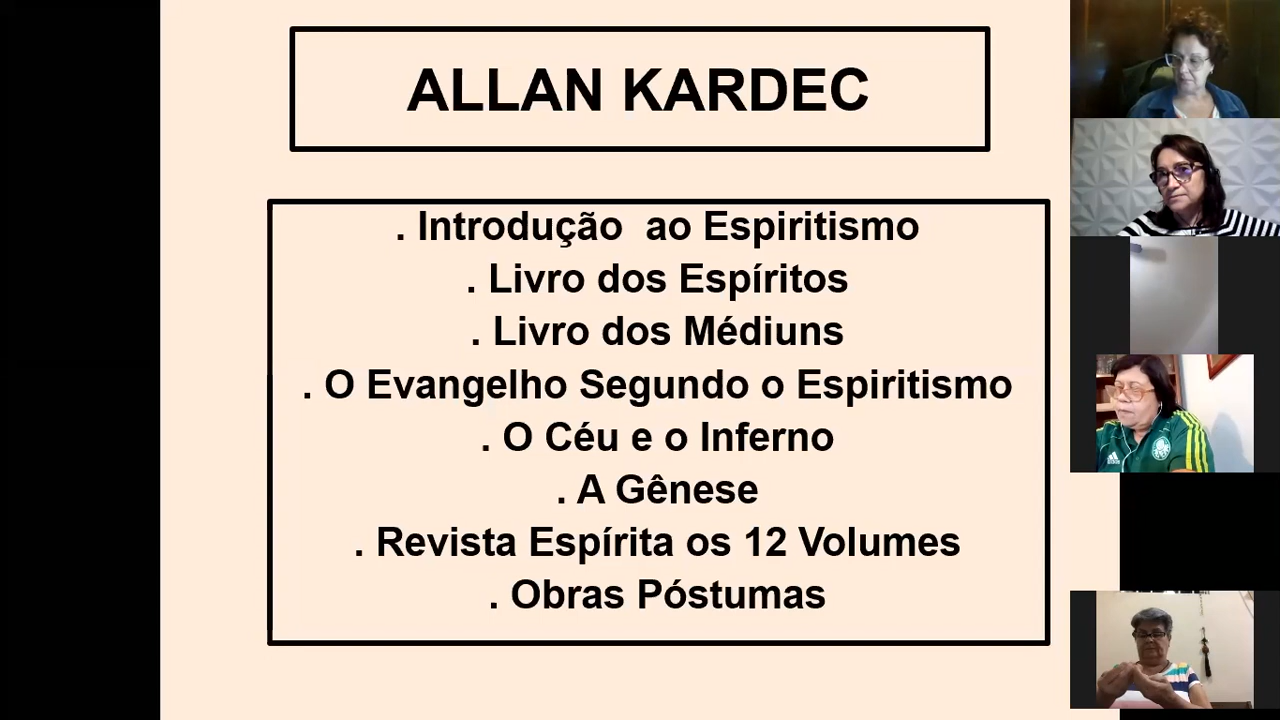 ALLAN KARDEC
. Introdução  ao Espiritismo
. Livro dos Espíritos
. Livro dos Médiuns
. O Evangelho Segundo o Espiritismo
. O Céu e o Inferno
. A Gênese
. Revista Espírita os 12 Volumes
. Obras Póstumas